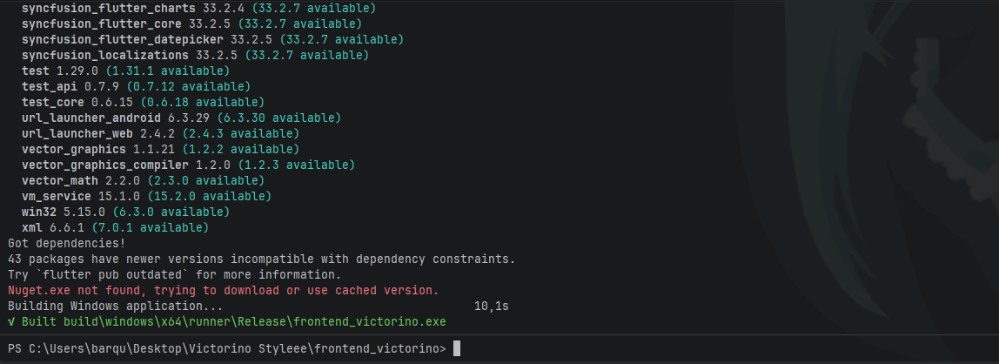 syncfusion_flutter_charts 33.2.4 (33.2.7 available)
syncfusion_flutter_core 33.2.5 (33.2.7 available)
syncfusion_flutter_datepicker 33.2.5 (33.2.7 available)
syncfusion_localizations 33.2.5 (33.2.7 available)
test 1.29.0 (1.31.1 available)
test_api 0.7.9 (0.7.12 available)
test_core 0.6.15 (0.6.18 available)
url_launcher_android 6.3.29 (6.3.30 available)
url_launcher_web 2.4.2 (2.4.3 available)
vector_graphics 1.1.21 (1.2.2 available)
vector_graphics_compiler 1.2.0 (1.2.3 available)
vector_math 2.2.0 (2.3.0 available)
vm_service 15.1.0 (15.2.0 available)
win32 5.15.0 (6.3.0 available)
xml 6.6.1 (7.0.1 available)
Got dependencies!
43 packages have newer versions incompatible with dependency constraints.
Try `flutter pub outdated` for more information.
Nuget.exe not found, trying to download or use cached version.
Building Windows application... 10,1s
√ Built build\windows\x64\runner\Release\frontend_victorino.exe
PS C:\Users\barqu\Desktop\Victorino Styleee\frontend_victorino>